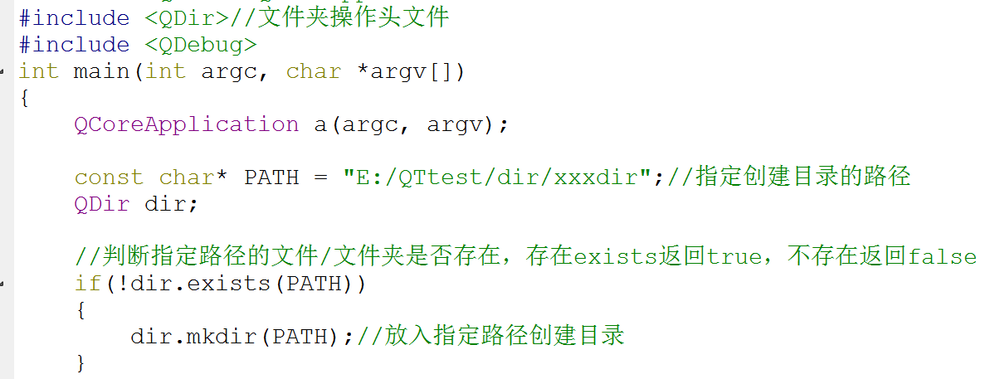 #include <QDir>//文件夹操作头文件
#include <QDebug>
int main(int argc, char *argv[])
{
    QCoreApplication a(argc, argv);
    const char* PATH = "E:/QTtest/dir/xxxdir";//指定创建目录的路径
    QDir dir;
    //判断指定路径的文件/文件夹是否存在，存在exists返回true，不存在返回false
    if(!dir.exists(PATH))
    {
        dir.mkdir(PATH);//放入指定路径创建目录
    }